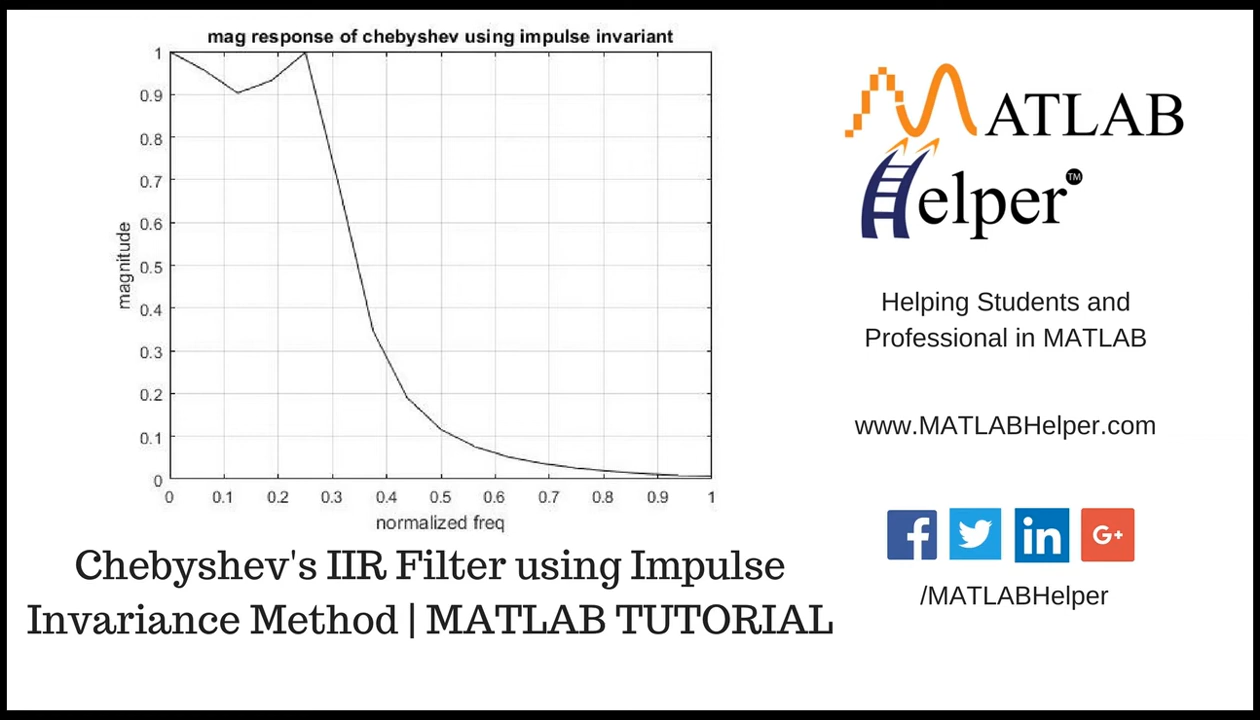 mag response of chebyshev using impulse invariant
1
0.9
0.8
0.7
0.6
0.5
0.4
0.3
0.2
0.1
0
magnitude
0 0.1 0.2 0.3 0.4 0.5 0.6 0.7 0.8 0.9 1
normalized freq
Chebyshev's IIR Filter using Impulse
Invariance Method | MATLAB TUTORIAL
MATLAB
Helper TM
Helping Students and
Professional in MATLAB
www.MATLABHelper.com
f in G+
/MATLABHelper